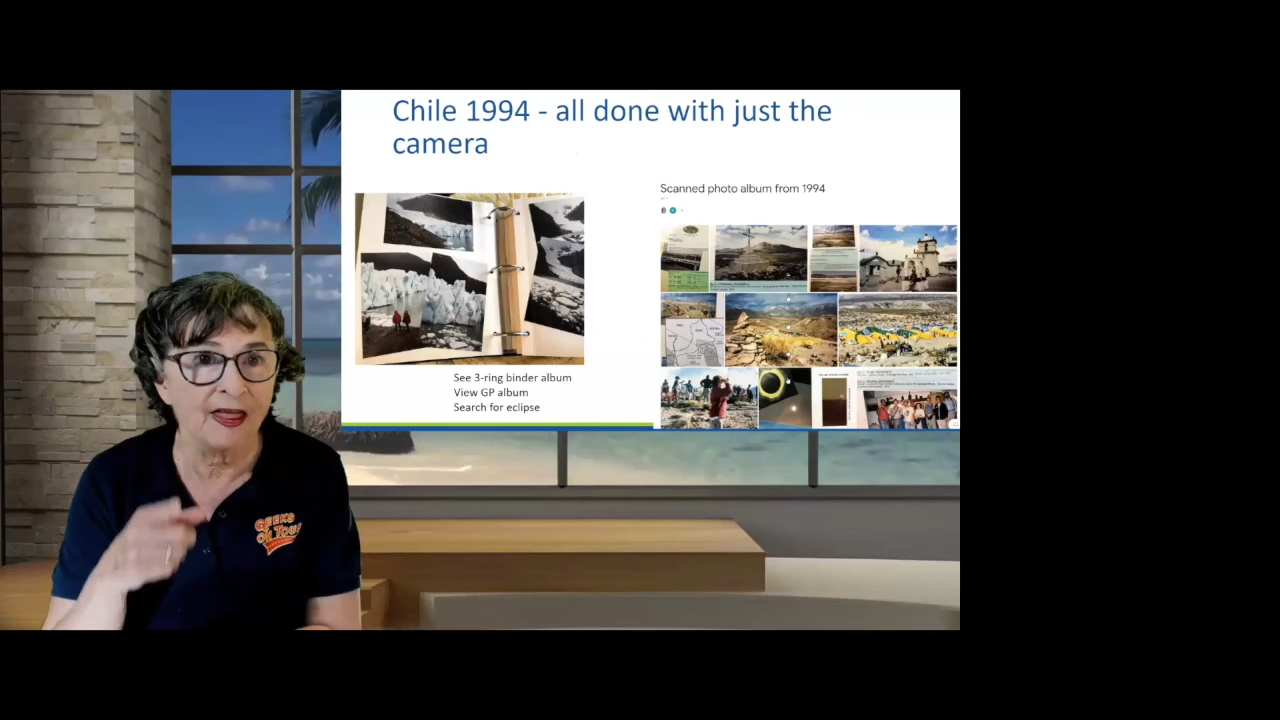 Chile 1994 - all done with just the
camera
Scanned photo album from 1994
See 3-ring binder album
View GP album
Search for eclipse
GEEKS
ON TOUR